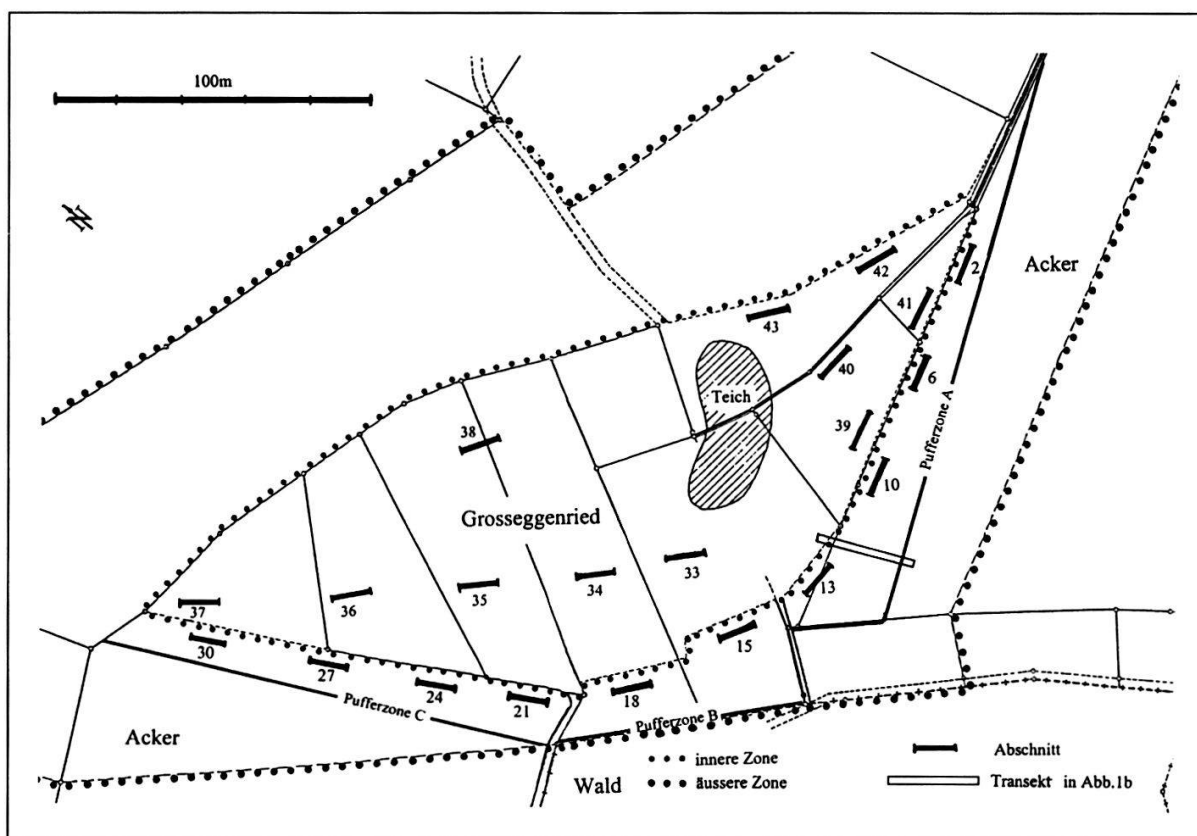 100m
N
Acker
42
2
41
43
40
6
Teich
39
Pufferzone A
38
10
Grosseggenried
33
34
13
35
36
37
15
30
27
24
18
21
Pufferzone C
Pufferzone B
Acker
innere Zone
Abschnitt
Wald
äussere Zone
Transekt in Abb.1b